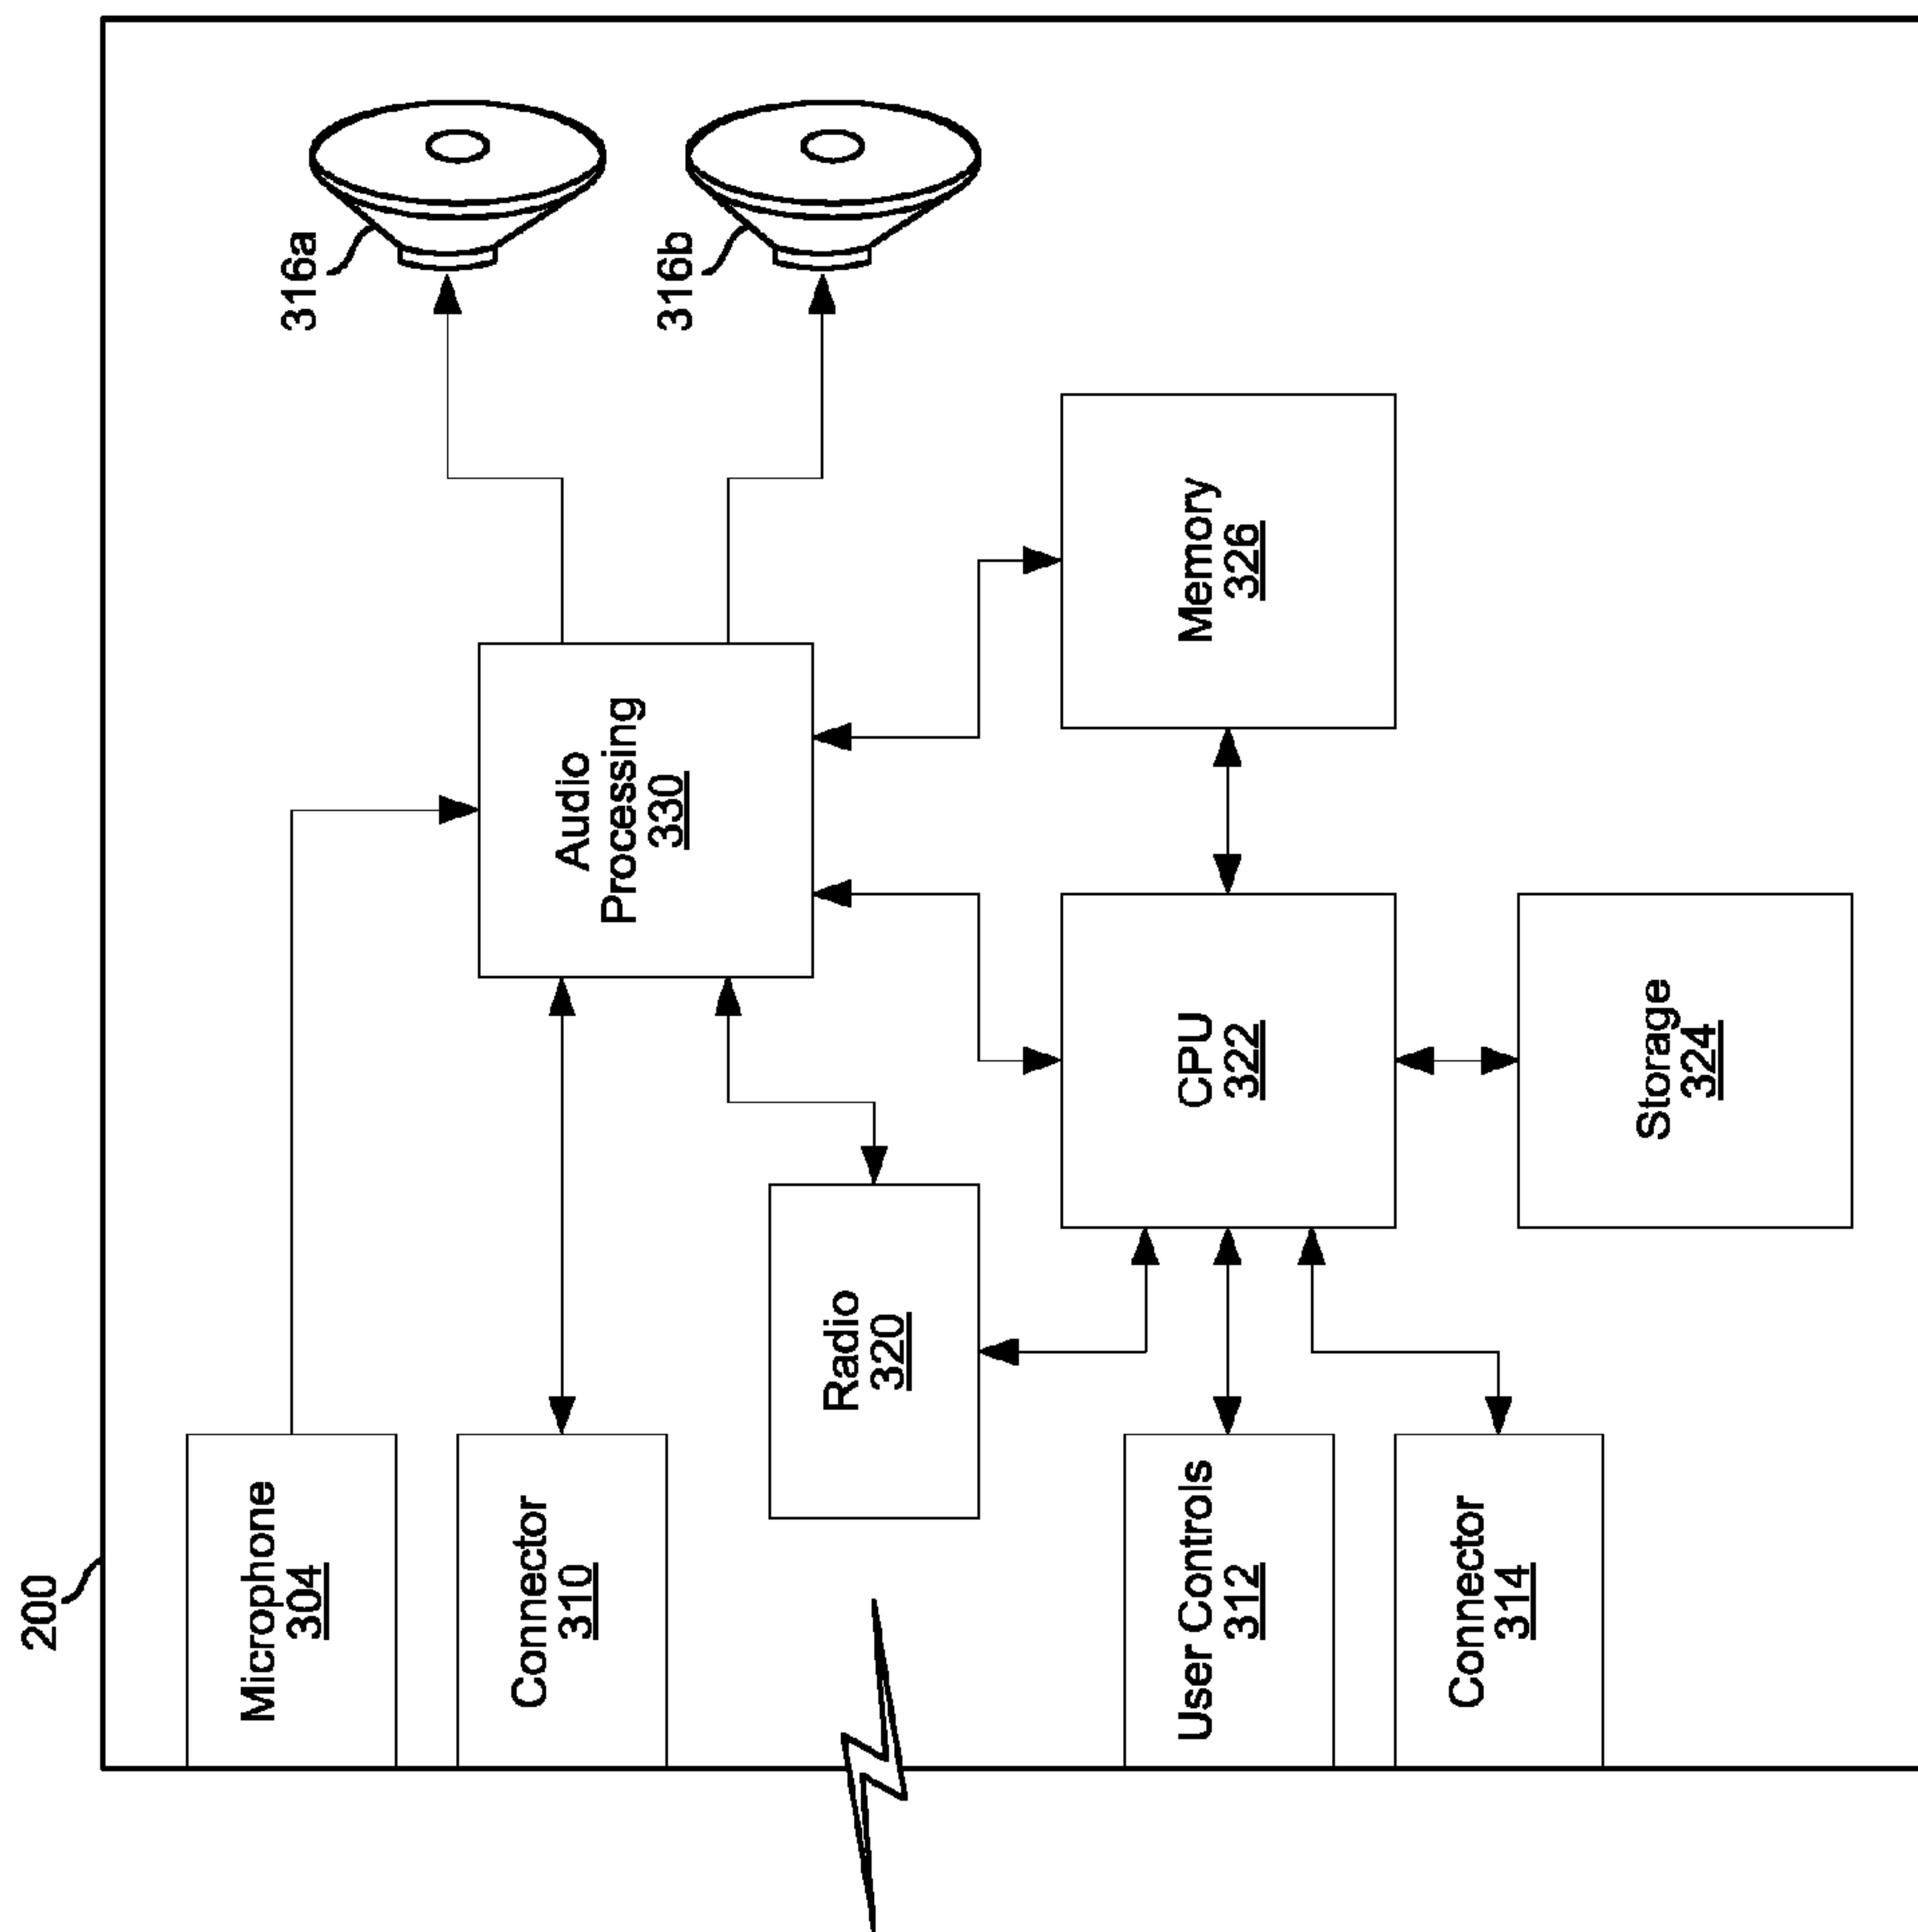 200
Microphone
304
Connector
310
Radio
320
User Controls
312
Connector
314
Audio
Processing
330
CPU
322
Storage
324
Memory
326
316a
316b